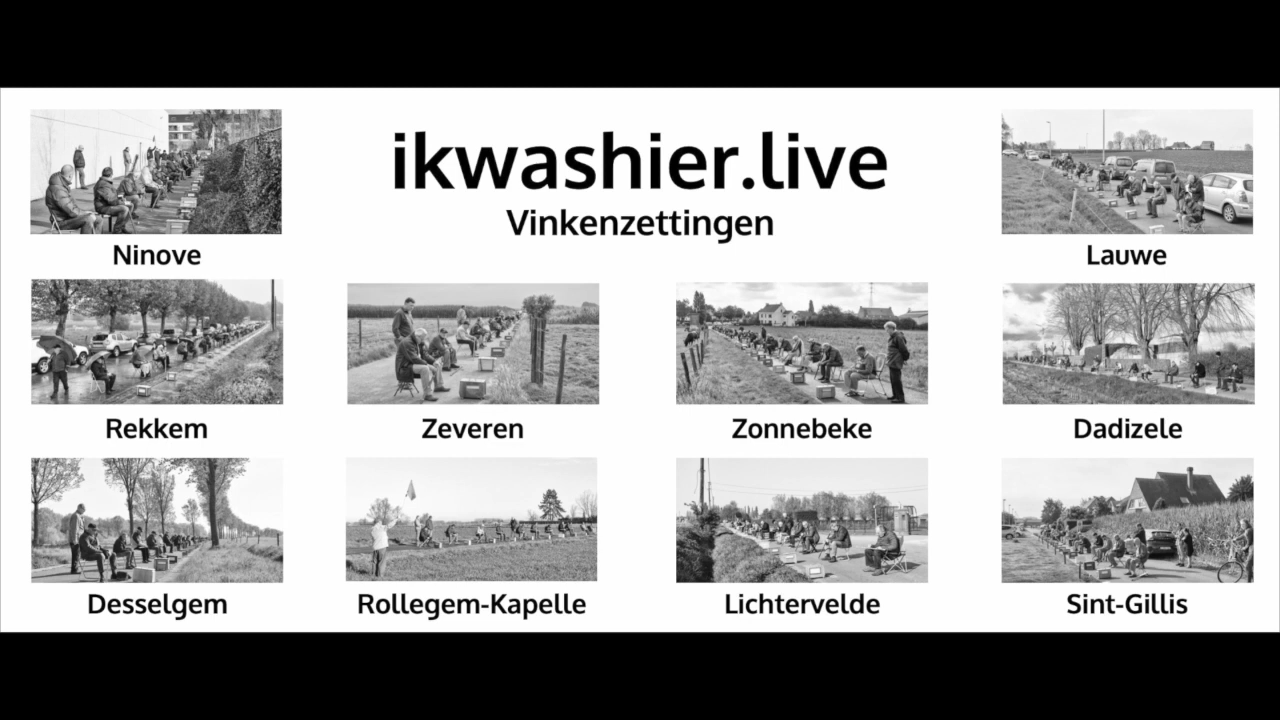 ikwashier.live
Vinkenzettingen
Ninove
Lauwe
Rekkem
Zeveren
Zonnebeke
Dadizele
Desselgem
Rollegem-Kapelle
Lichtervelde
Sint-Gillis